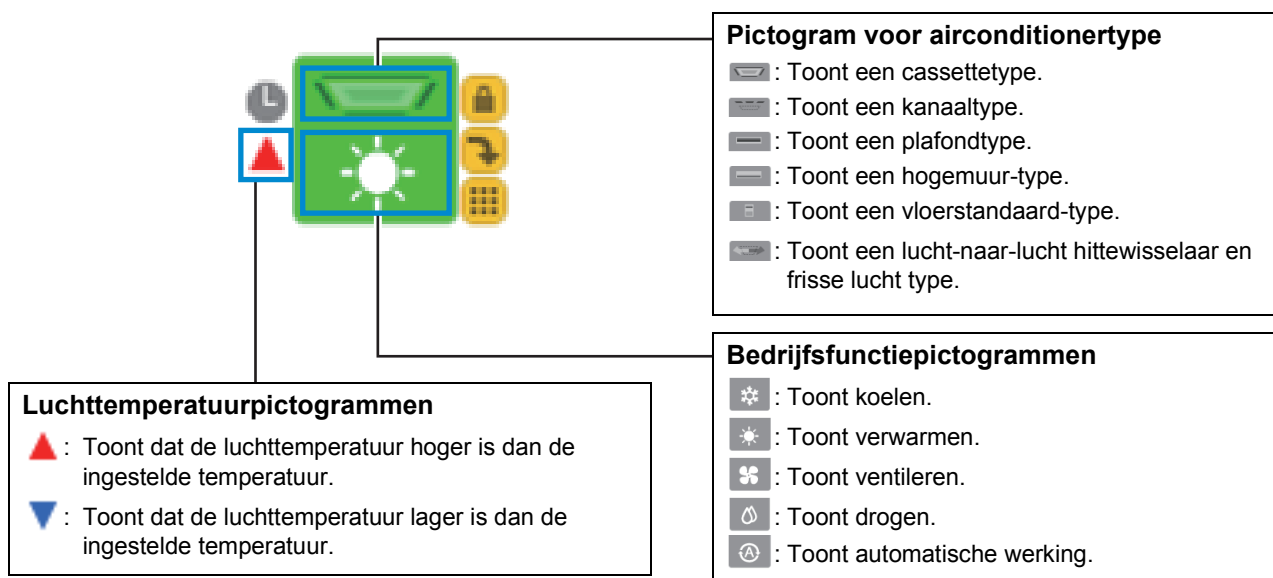 Pictogram voor airconditionertype
: Toont een cassettetype.
: Toont een kanaaltype.
: Toont een plafondtype.
: Toont een hogemuur-type.
: Toont een vloerstandaard-type.
: Toont een lucht-naar-lucht hittewisselaar en
frisse lucht type.
Bedrijfsfunctiepictogrammen
: Toont koelen.
: Toont verwarmen.
: Toont ventileren.
: Toont drogen.
A : Toont automatische werking.
Luchttemperatuurpictogrammen
: Toont dat de luchttemperatuur hoger is dan de
ingestelde temperatuur.
: Toont dat de luchttemperatuur lager is dan de
ingestelde temperatuur.